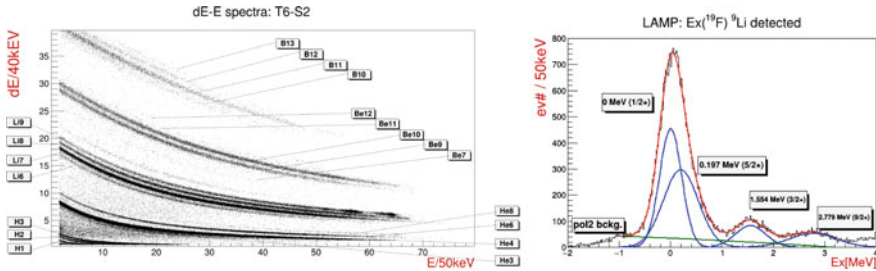 dE-E spectra: T6-S2
dE/40kEV
35
30
25
20
15
10
5
10
20
30
40
50
60
70
E/50keV
B13
B12
B11
B10
Be12
Be11
Be10
Be9
Be7
Li9
Li8
Li7
Li6
H3
H2
H1
He8
He6
He4
He3
LAMP: Ex(¹⁹F) ⁹Li detected
ev# / 50keV
800
700
600
500
400
300
200
100
0
-2
-1
0
1
2
3
4
Ex[MeV]
0 MeV (1/2+)
0.197 MeV (5/2+)
1.554 MeV (3/2+)
2.779 MeV (9/2+)
pol2 bckg.